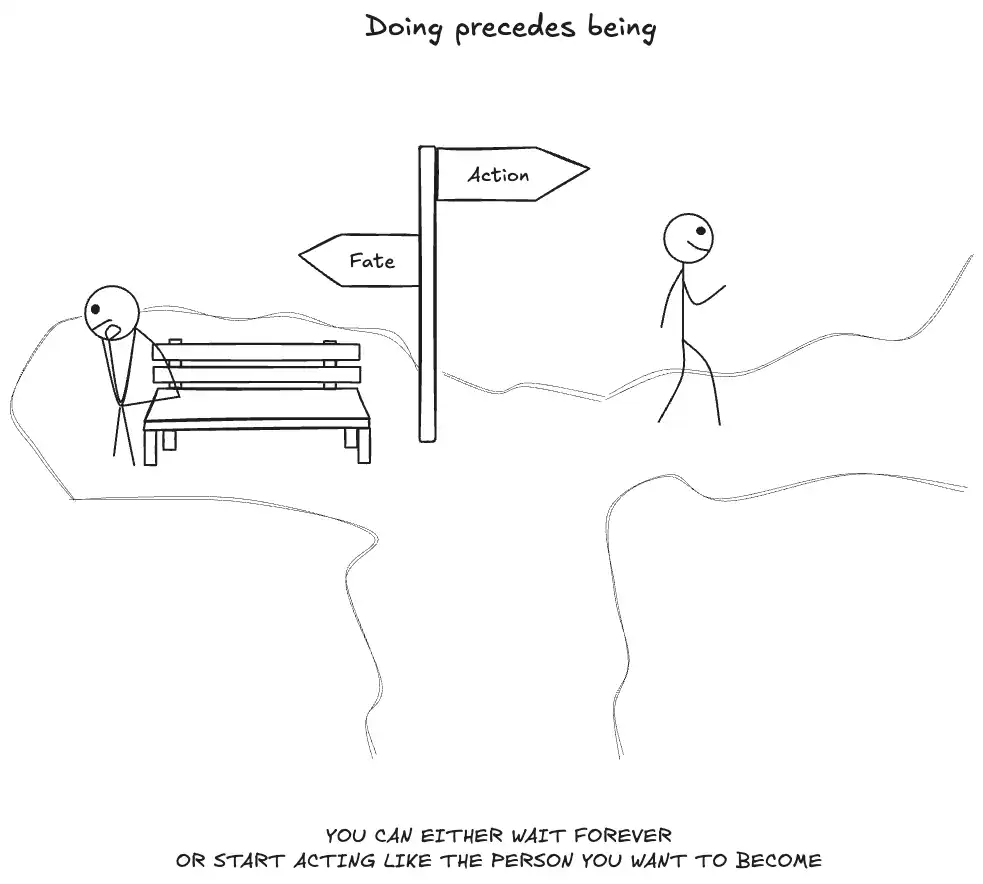 Doing precedes being
Action
Fate
YOU CAN EITHER WAIT FOREVER
OR START ACTING LIKE THE PERSON YOU WANT TO BECOME